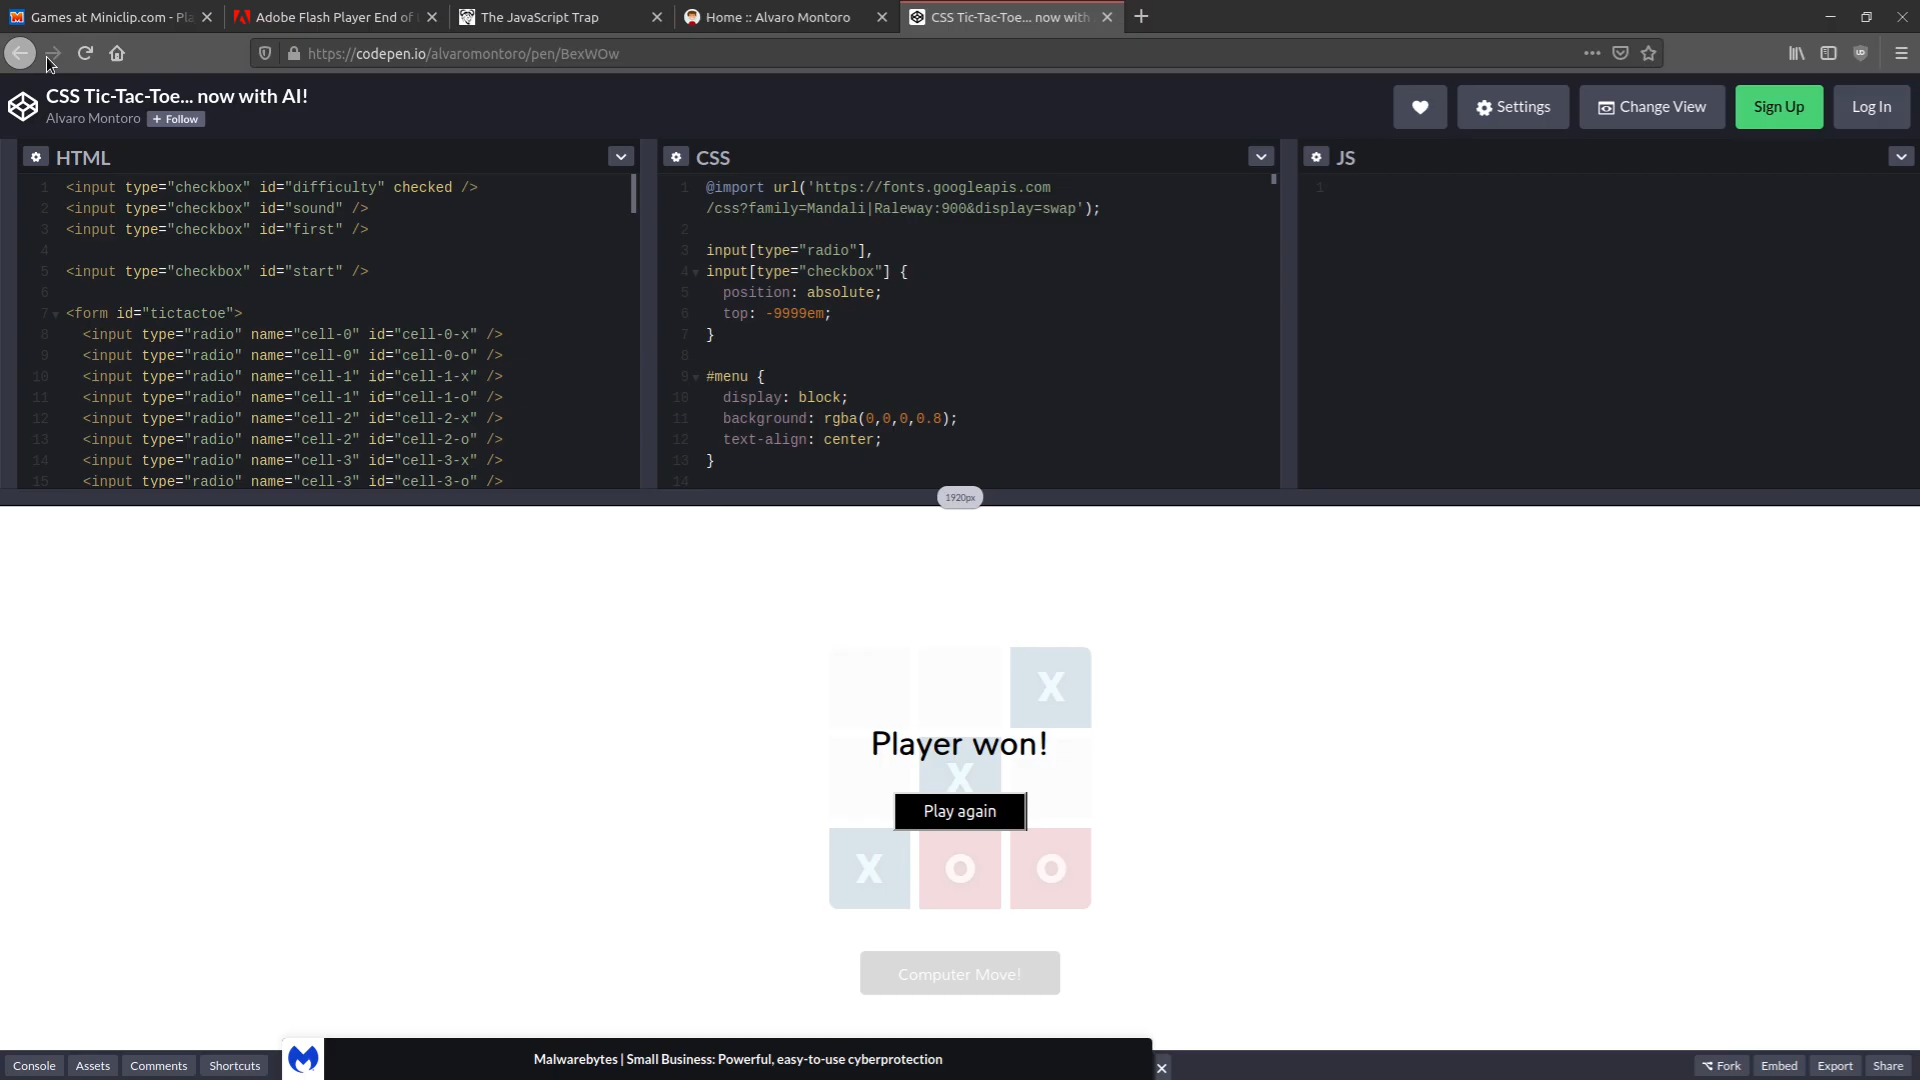 Games at Miniclip.com - Pla
Adobe Flash Player End of L
The JavaScript Trap
Home :: Alvaro Montoro
CSS Tic-Tac-Toe... now with
https://codepen.io/alvaromontoro/pen/BexWOw
CSS Tic-Tac-Toe... now with AI!
Alvaro Montoro
+ Follow
Settings
Change View
Sign Up
Log In
HTML
1 <input type="checkbox" id="difficulty" checked />
2 <input type="checkbox" id="sound" />
3 <input type="checkbox" id="first" />
4
5 <input type="checkbox" id="start" />
6
7 <form id="tictactoe">
8 <input type="radio" name="cell-0" id="cell-0-x" />
9 <input type="radio" name="cell-0" id="cell-0-o" />
10 <input type="radio" name="cell-1" id="cell-1-x" />
11 <input type="radio" name="cell-1" id="cell-1-o" />
12 <input type="radio" name="cell-2" id="cell-2-x" />
13 <input type="radio" name="cell-2" id="cell-2-o" />
14 <input type="radio" name="cell-3" id="cell-3-x" />
15 <input type="radio" name="cell-3" id="cell-3-o" />
CSS
1 @import url('https://fonts.googleapis.com
/css?family=Mandali|Raleway:900&display=swap');
2
3 input[type="radio"],
4 input[type="checkbox"] {
5 position: absolute;
6 top: -9999em;
7 }
8
9 #menu {
10 display: block;
11 background: rgba(0,0,0,0.8);
12 text-align: center;
13 }
14
JS
1
1920px
X
Player won!
X
Play again
X O O
Computer Move!
Console
Assets
Comments
Shortcuts
Malwarebytes | Small Business: Powerful, easy-to-use cyberprotection
Fork
Embed
Export
Share